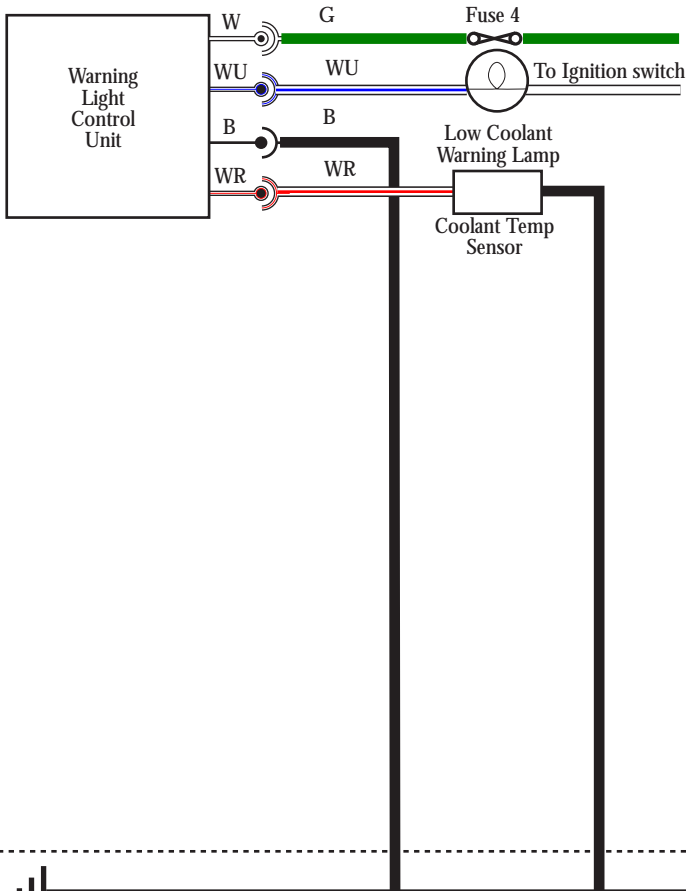 W
G
Fuse 4
WU
WU
To Ignition switch
Warning
Light
Control
Unit
B
B
Low Coolant
Warning Lamp
WR
WR
Coolant Temp
Sensor